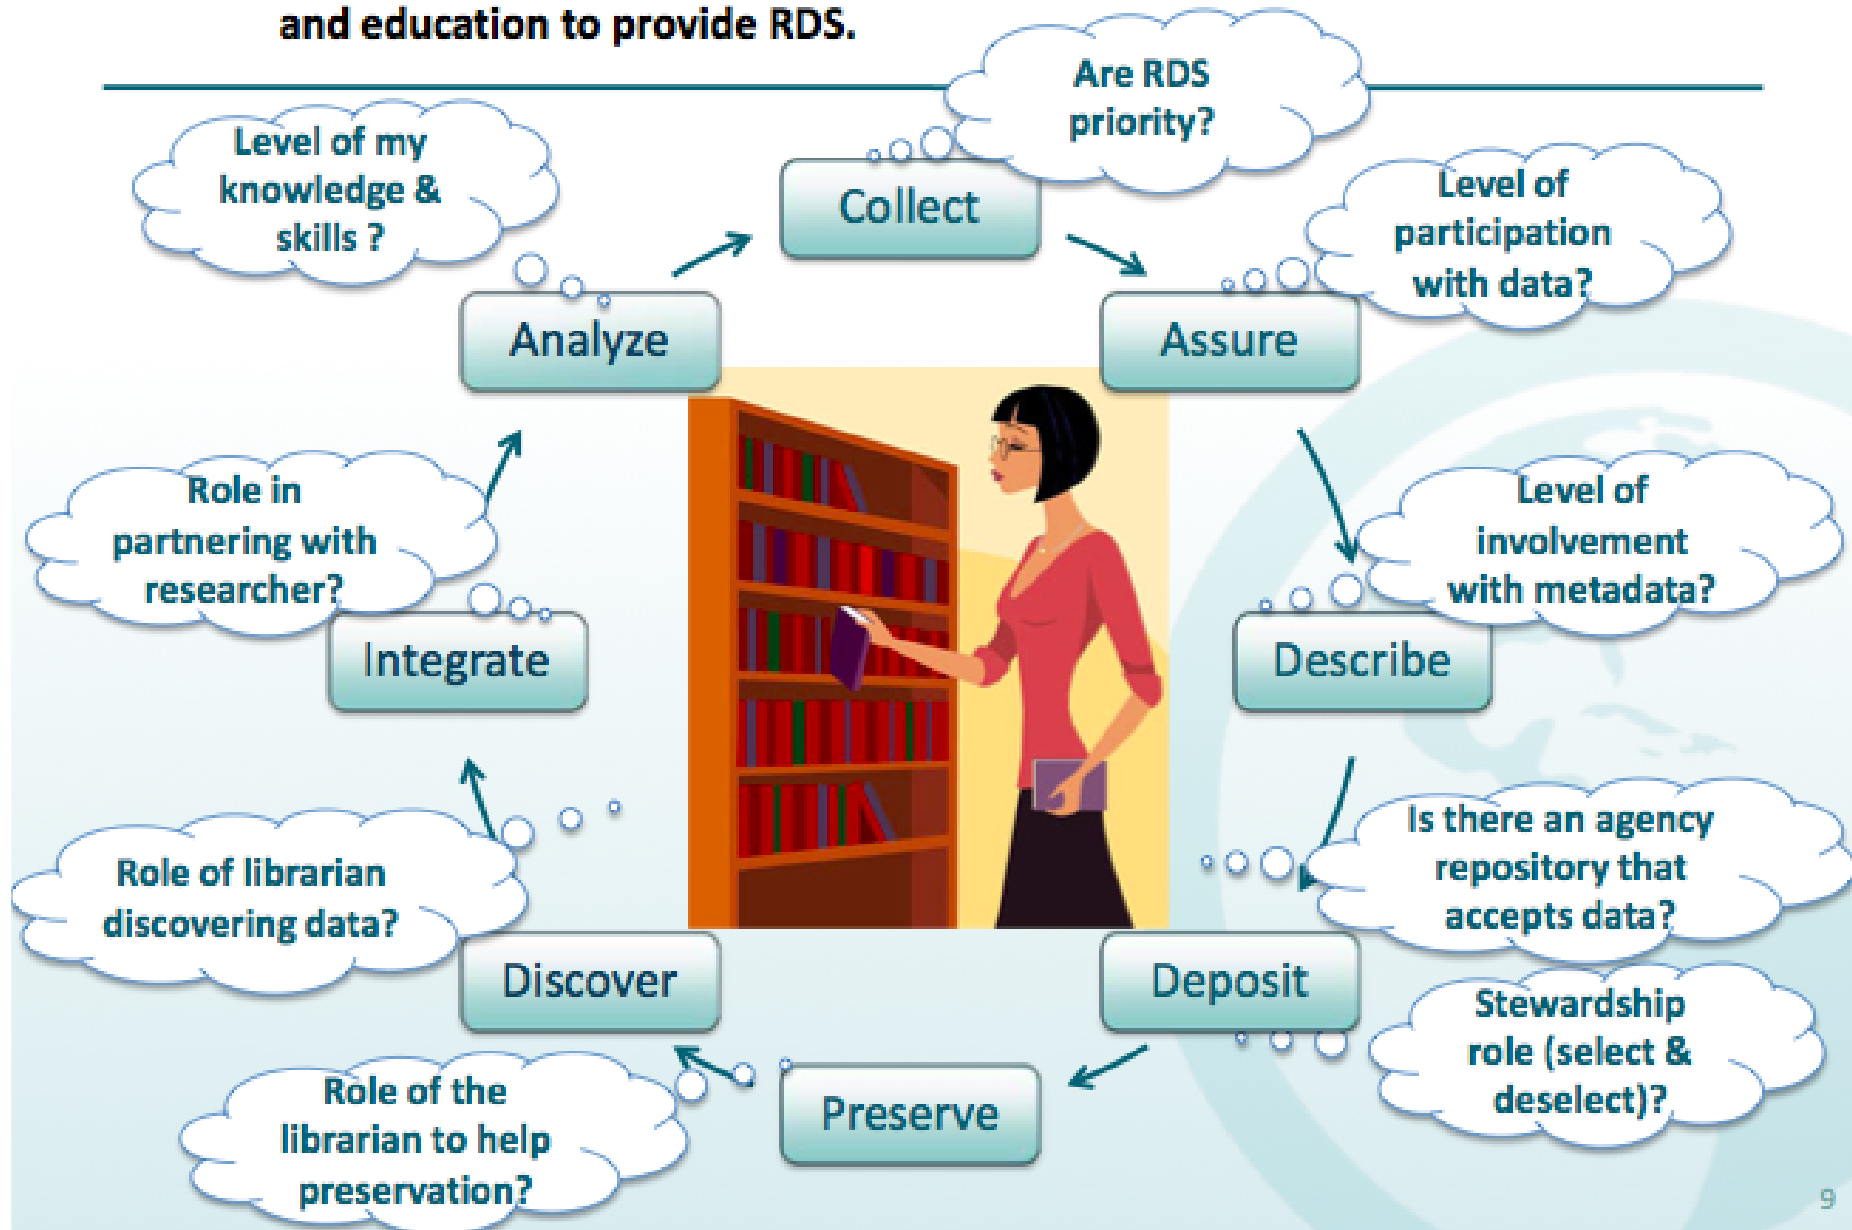 and education to provide RDS.
Are RDS
priority?
Level of my
knowledge &
skills ?
Collect
Level of
participation
with data?
Analyze
Assure
Role in
partnering with
researcher?
Level of
involvement
with metadata?
Integrate
Describe
Role of librarian
discovering data?
Is there an agency
repository that
accepts data?
Discover
Deposit
Stewardship
role (select &
deselect)?
Role of the
librarian to help
preservation?
Preserve
9